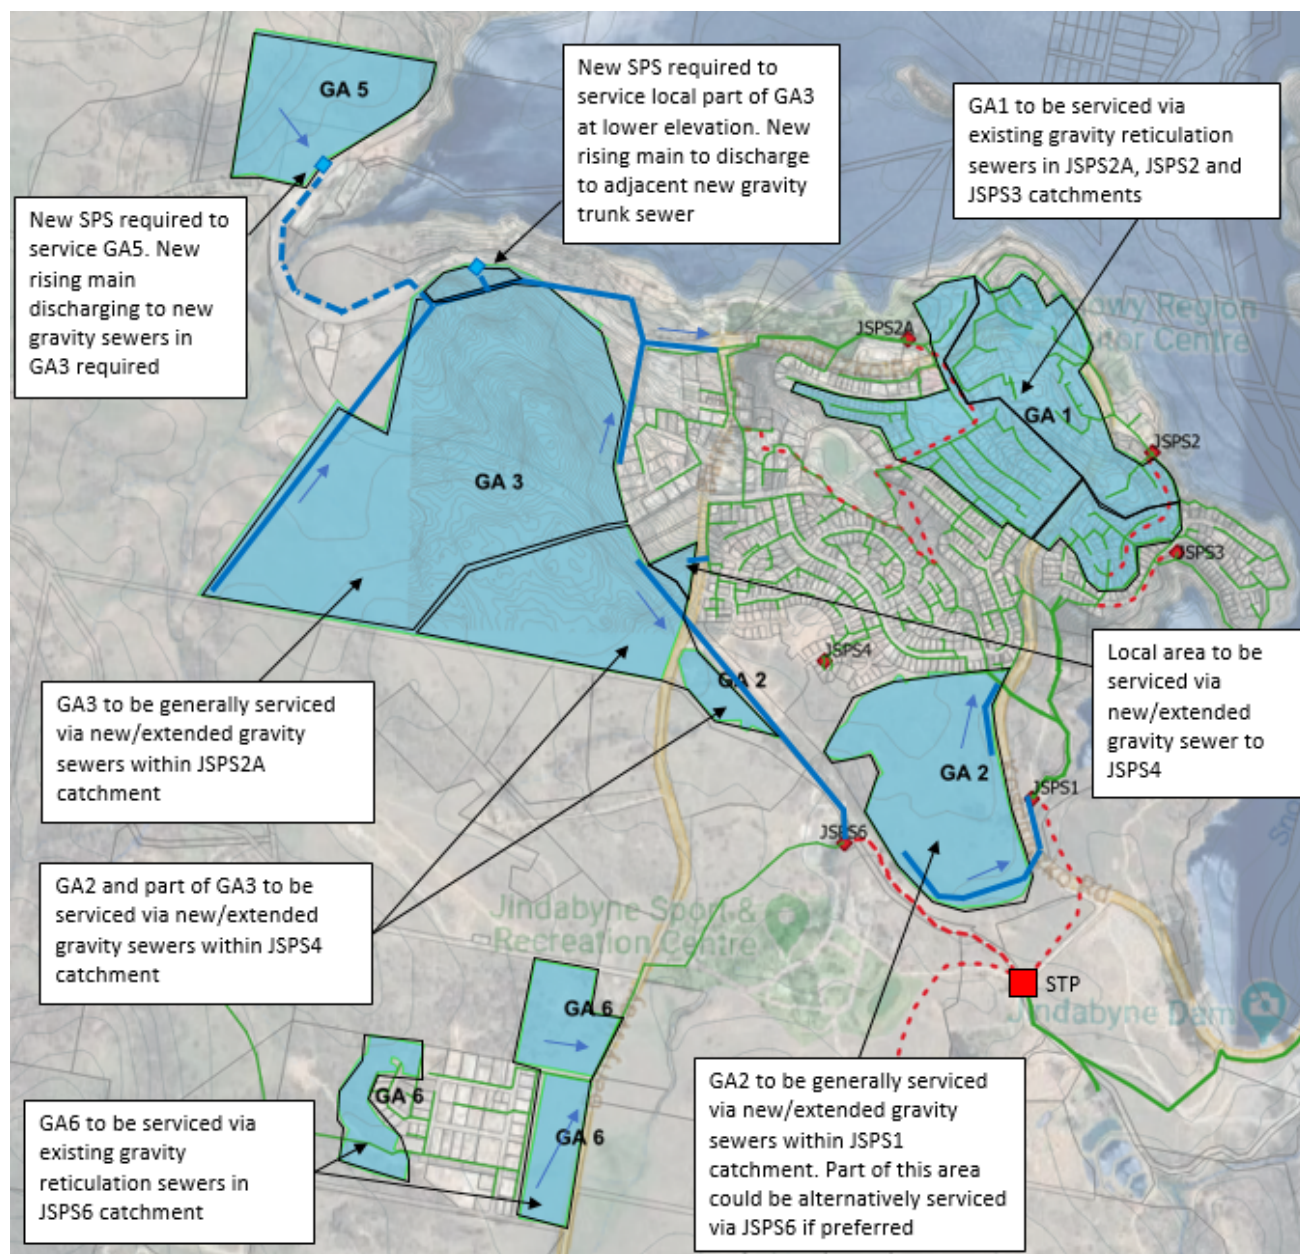 GA 5
New SPS required to
service local part of GA3
at lower elevation. New
rising main to discharge
to adjacent new gravity
trunk sewer
GA1 to be serviced via
existing gravity reticulation
sewers in JSPS2A, JSPS2 and
JSPS3 catchments
New SPS required to
service GA5. New
rising main
discharging to new
gravity sewers in
GA3 required
JSPS2A
Region
Centre
GA 1
JSPS2
GA 3
JSPS3
JSPS4
GA 2
Local area to be
serviced via
new/extended
gravity sewer to
JSPS4
GA3 to be generally serviced
via new/extended gravity
sewers within JSPS2A
catchment
GA 2
JSPS1
JSPS6
GA2 and part of GA3 to be
serviced via new/extended
gravity sewers within JSPS4
catchment
Jindabyne Sport &
Recreation Centre
STP
Jindabyne Dam
GA 6
GA 6
GA 6
GA6 to be serviced via
existing gravity
reticulation sewers in
JSPS6 catchment
GA2 to be generally serviced
via new/extended gravity
sewers within JSPS1
catchment. Part of this area
could be alternatively serviced
via JSPS6 if preferred